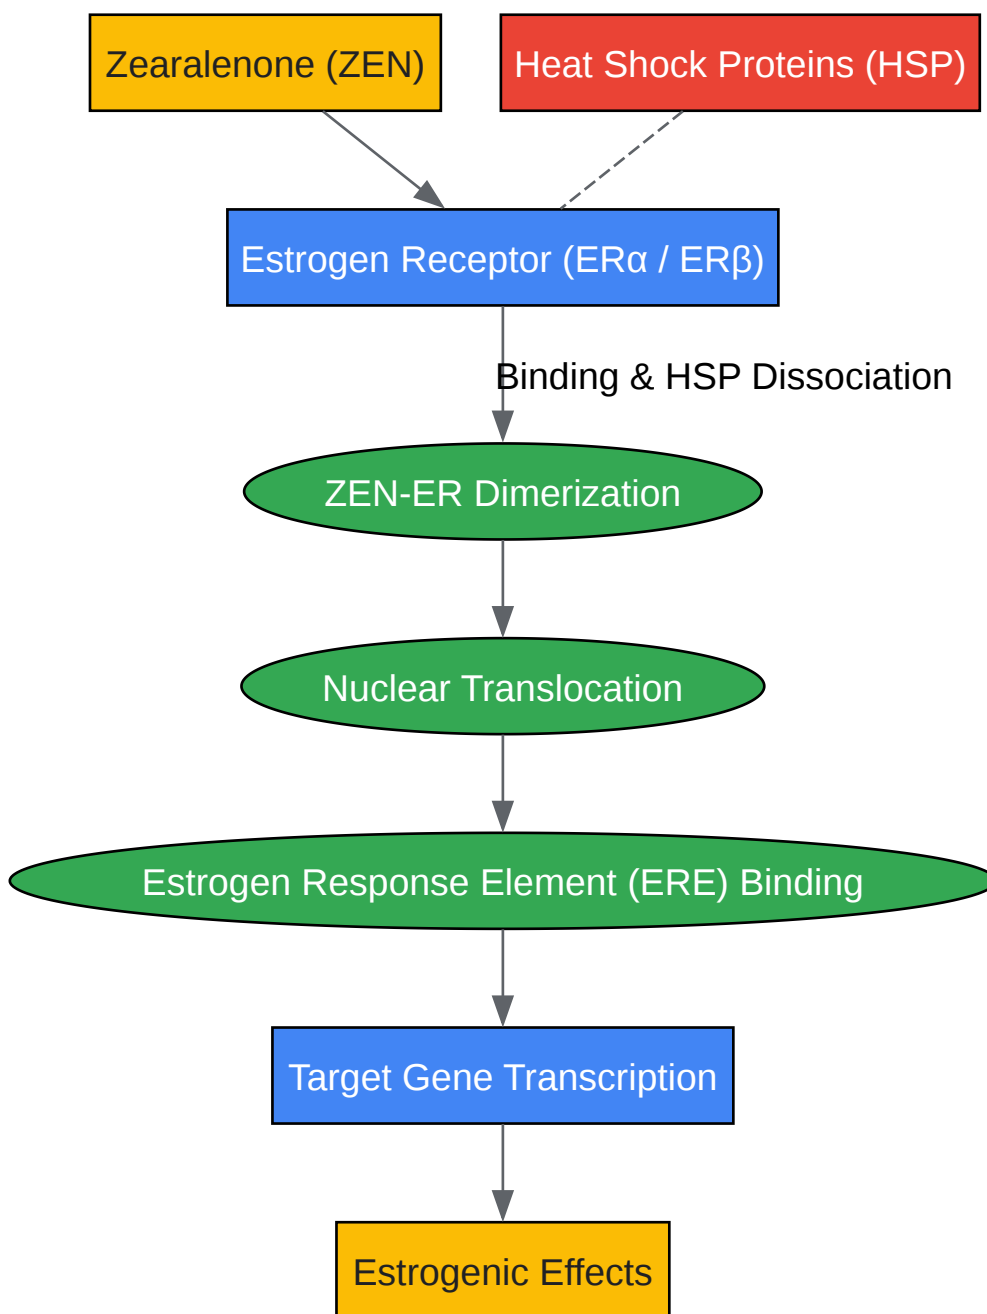 Zearalenone (ZEN)
Heat Shock Proteins (HSP)
Estrogen Receptor (ERα / ERβ)
Binding & HSP Dissociation
ZEN-ER Dimerization
Nuclear Translocation
Estrogen Response Element (ERE) Binding
Target Gene Transcription
Estrogenic Effects